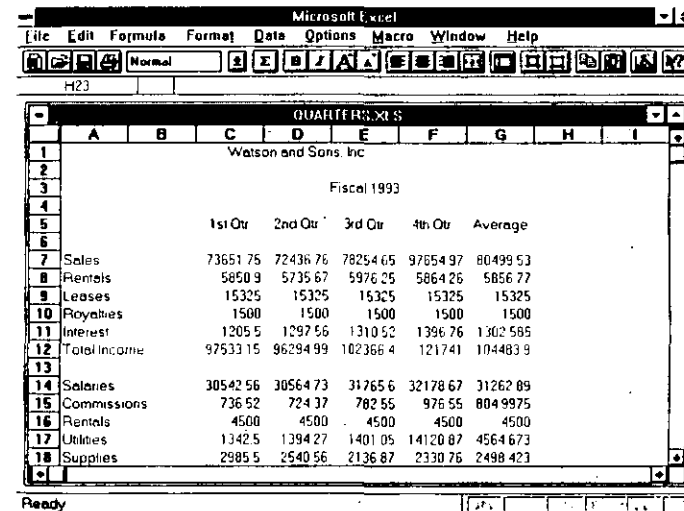 Microsoft Excel
File Edit Formula Format Data Options Macro Window Help
Normal Σ B I A A
H23
QUARTERS.XLS
A B C D E F G H I
1 Watson and Sons, Inc
2
3 Fiscal 1993
4
5 1st Qtr 2nd Qtr 3rd Qtr 4th Qtr Average
6
7 Sales 73651.75 72436.76 78254.65 97654.97 80499.53
8 Rentals 5850.9 5735.67 5976.25 5864.26 5856.77
9 Leases 15325 15325 15325 15325 15325
10 Royalties 1500 1500 1500 1500 1500
11 Interest 1205.5 1297.56 1310.52 1396.76 1302.585
12 Total Income 97533.15 96294.99 102366.4 121741 104483.9
13
14 Salaries 30542.56 30564.73 31765.6 32178.67 31262.89
15 Commissions 736.52 724.37 782.55 976.55 804.9975
16 Rentals 4500 4500 4500 4500 4500
17 Utilities 1342.5 1394.27 1401.05 14120.87 4564.673
18 Supplies 2985.5 2540.56 2136.87 2330.76 2498.423
Ready